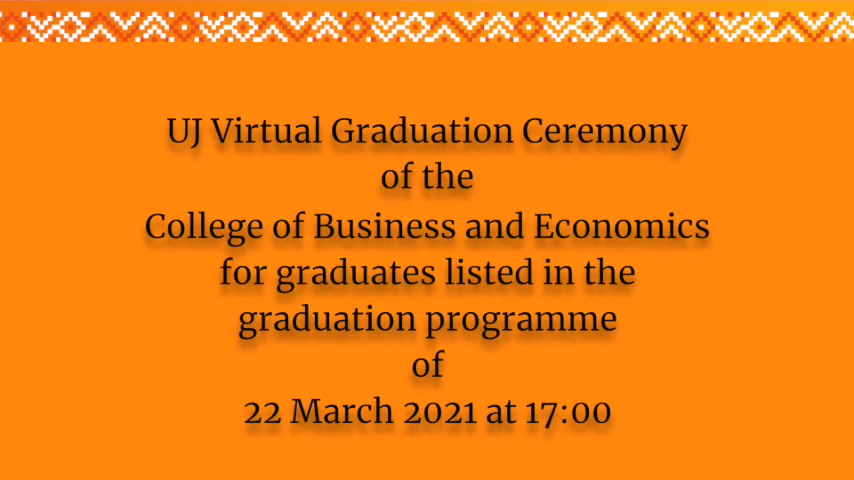 UJ Virtual Graduation Ceremony
of the
College of Business and Economics
for graduates listed in the
graduation programme
of
22 March 2021 at 17:00